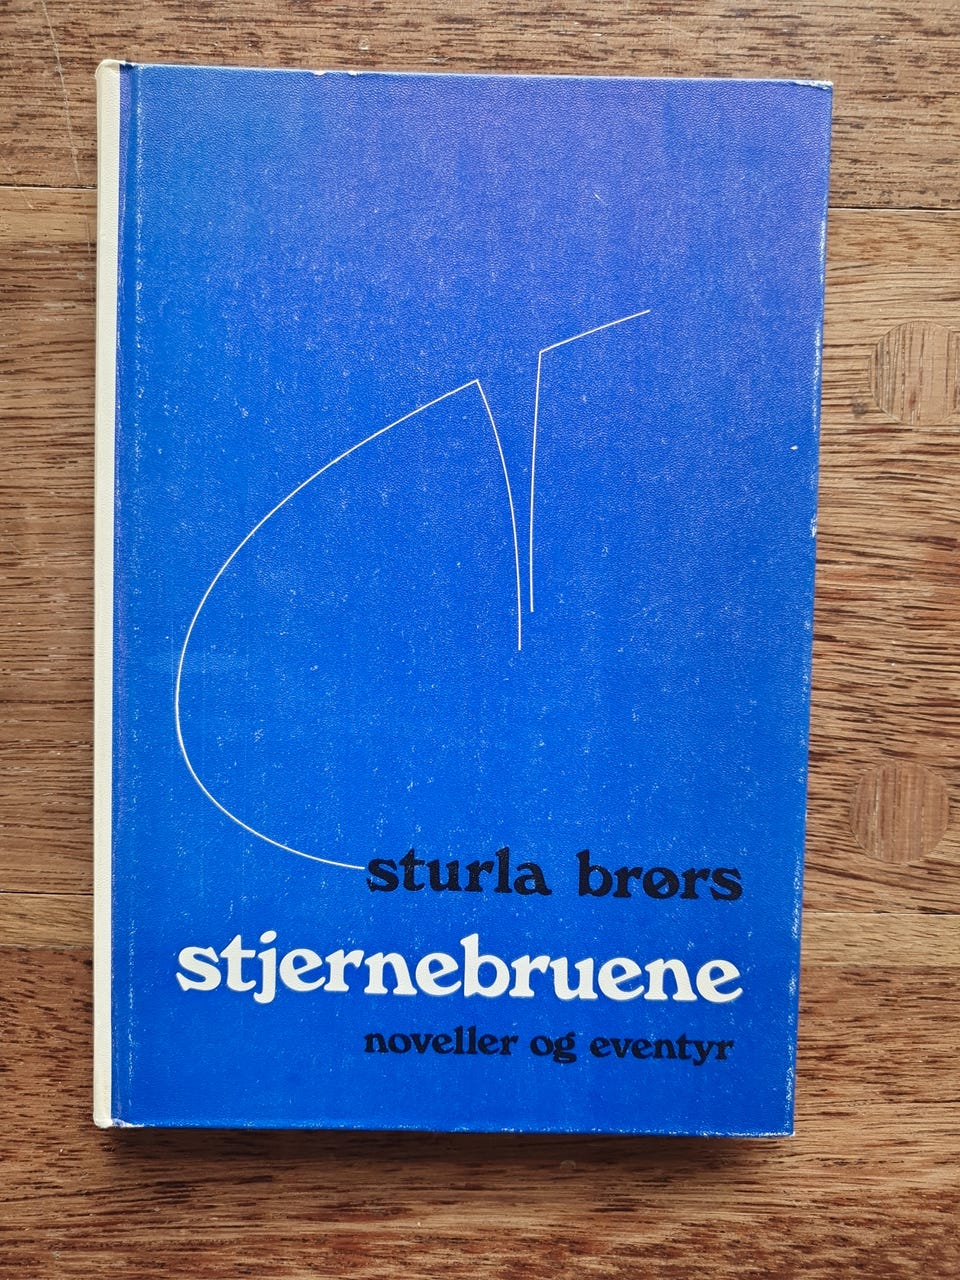 sturla brørs
stjernebruene
noveller og eventyr